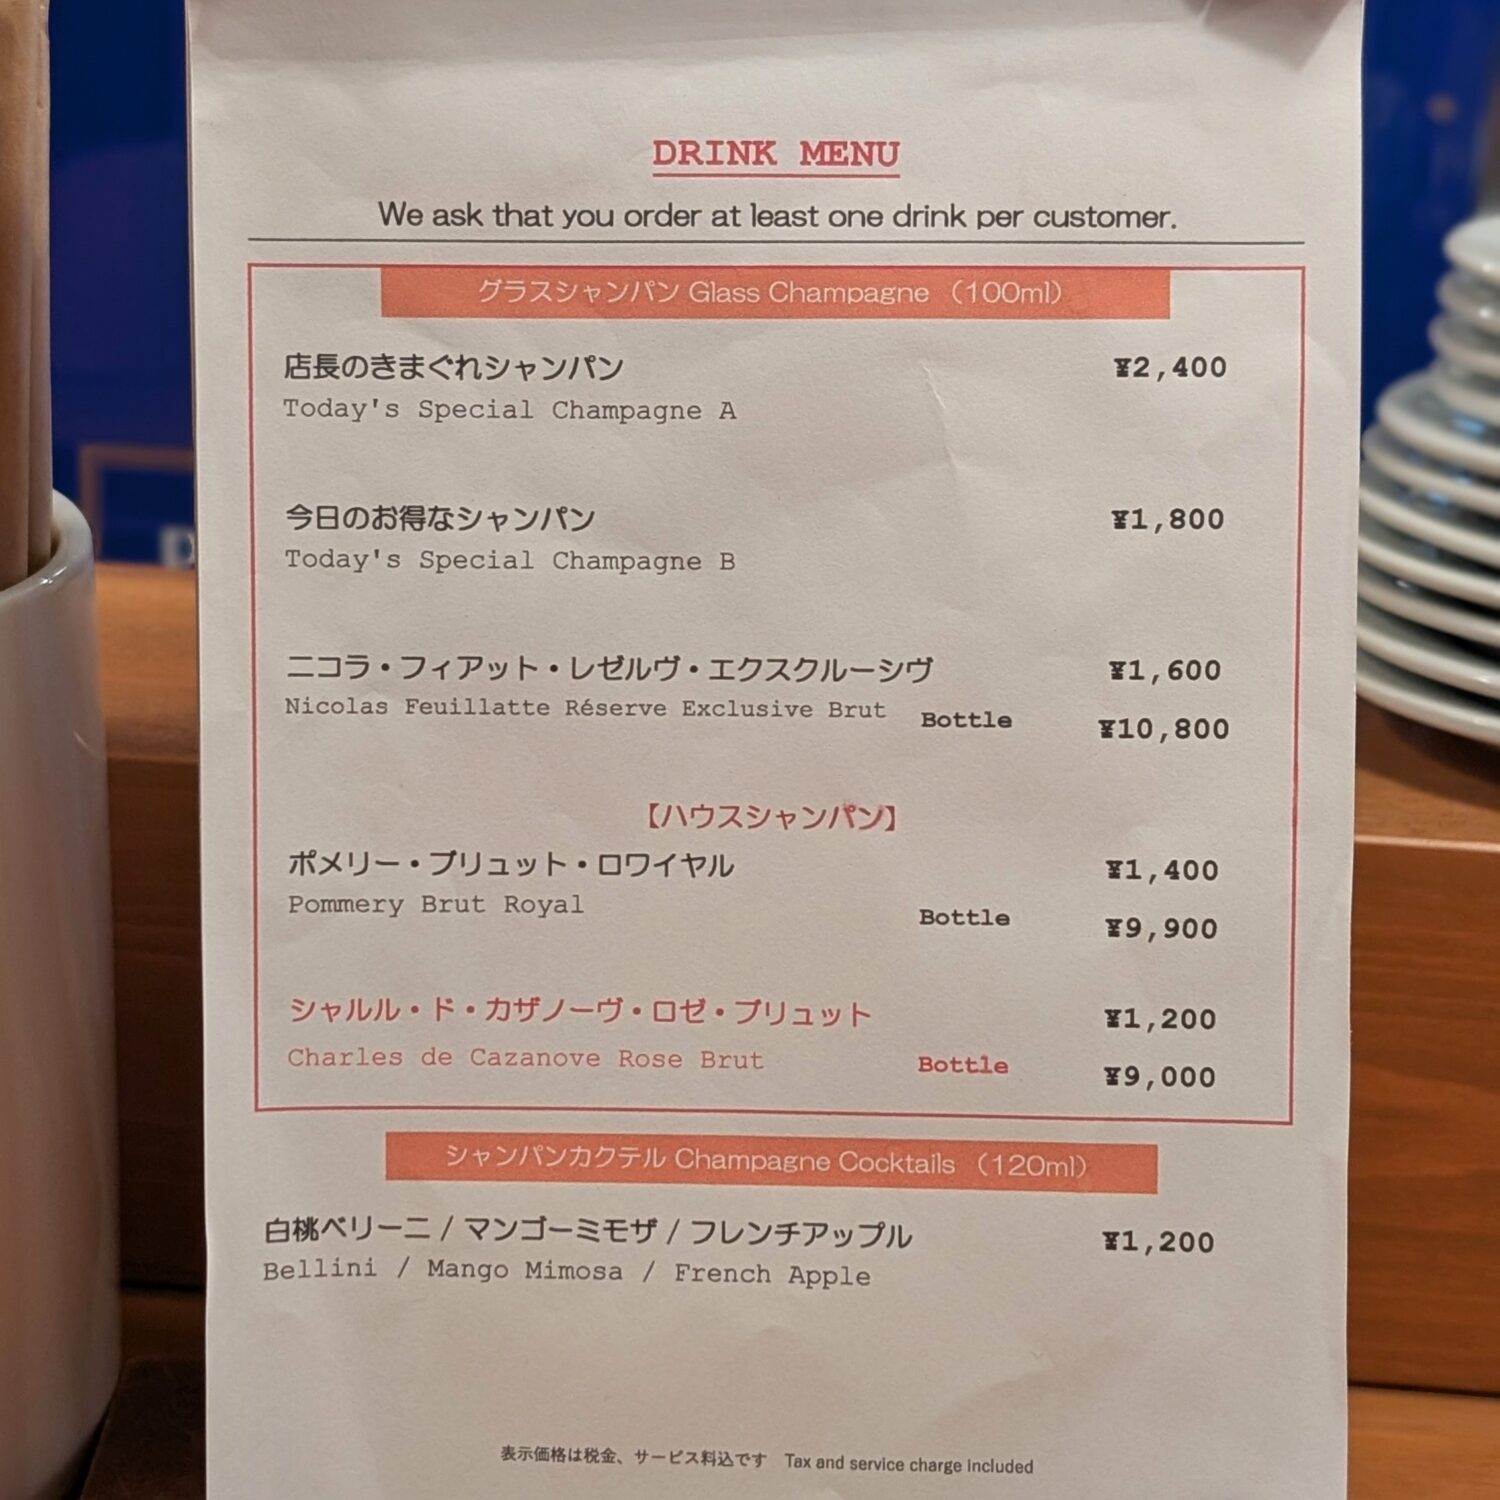 DRINK MENU
We ask that you order at least one drink per customer.
グラスシャンパン Glass Champagne （100ml）
店長のきまぐれシャンパン ¥2,400
Today's Special Champagne A
今日のお得なシャンパン ¥1,800
Today's Special Champagne B
ニコラ・フィアット・レゼルヴ・エクスクルーシヴ ¥1,600
Nicolas Feuillatte Réserve Exclusive Brut Bottle ¥10,800
【ハウスシャンパン】
ポメリー・ブリュット・ロワイヤル ¥1,400
Pommery Brut Royal Bottle ¥9,900
シャルル・ド・カザノーヴ・ロゼ・ブリュット ¥1,200
Charles de Cazanove Rose Brut Bottle ¥9,000
シャンパンカクテル Champagne Cocktails （120ml）
白桃ベリーニ / マンゴーミモザ / フレンチアップル ¥1,200
Bellini / Mango Mimosa / French Apple
表示価格は税金、サービス料込です Tax and service charge included